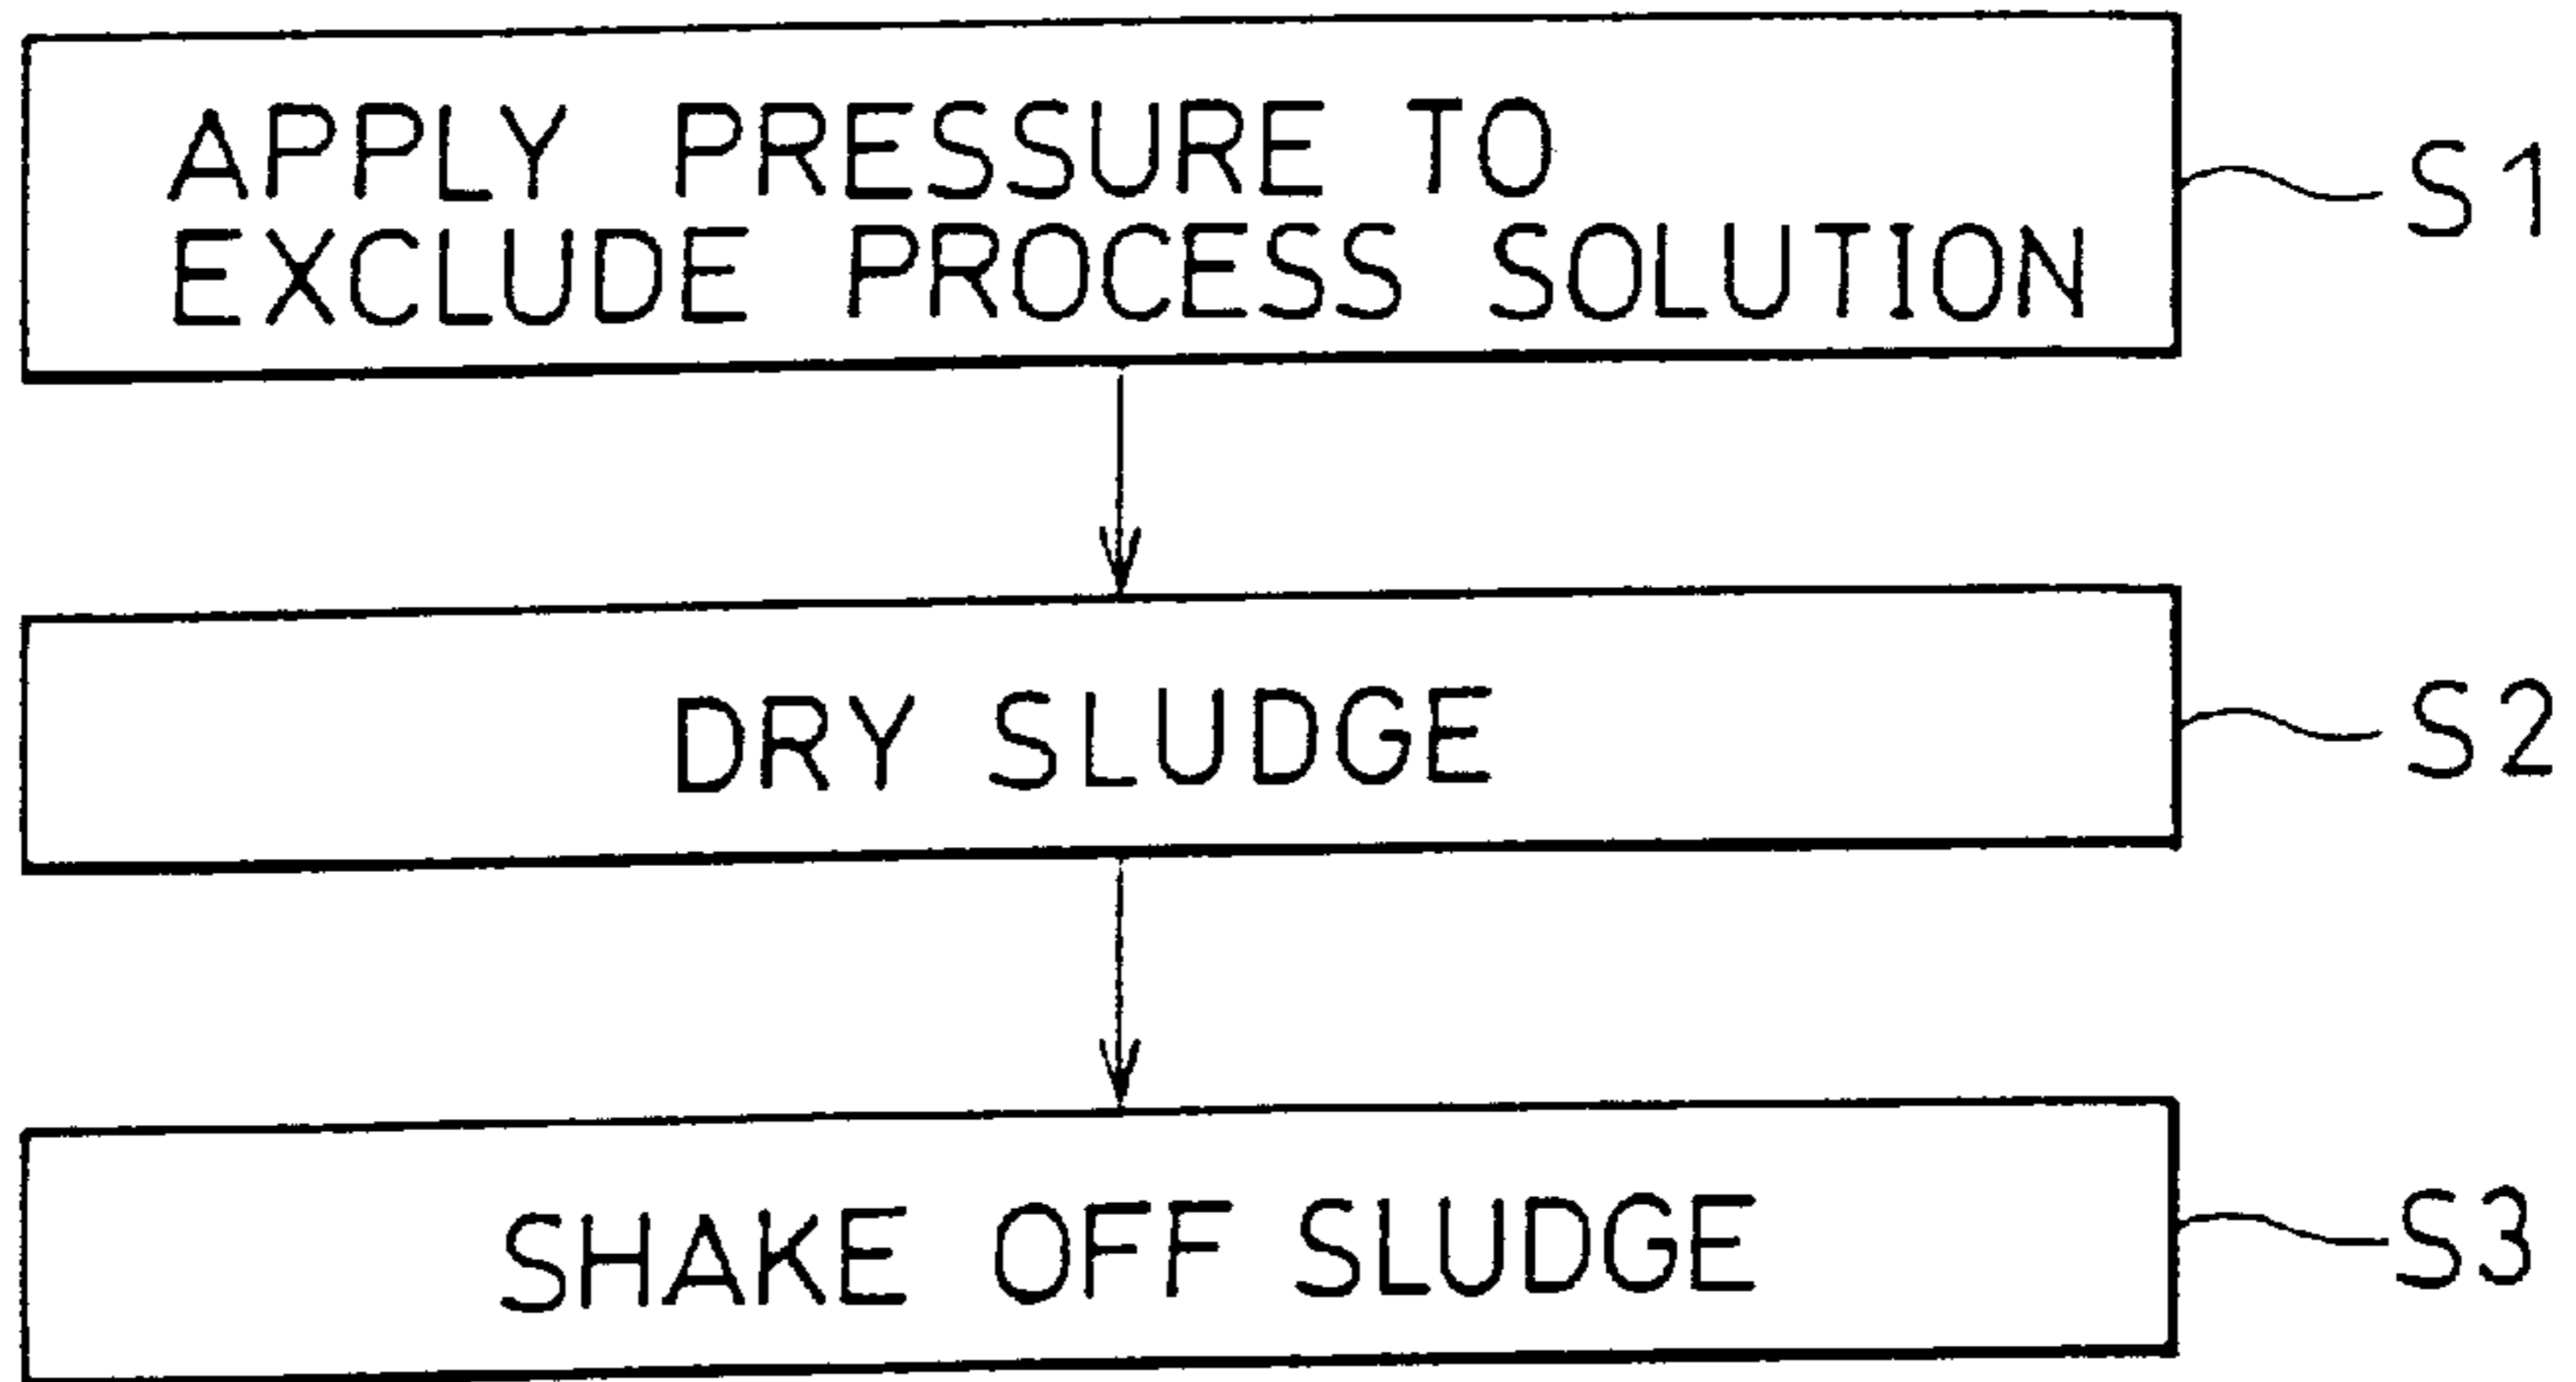 APPLY PRESSURE TO
EXCLUDE PROCESS SOLUTION
S1
DRY SLUDGE
S2
SHAKE OFF SLUDGE
S3